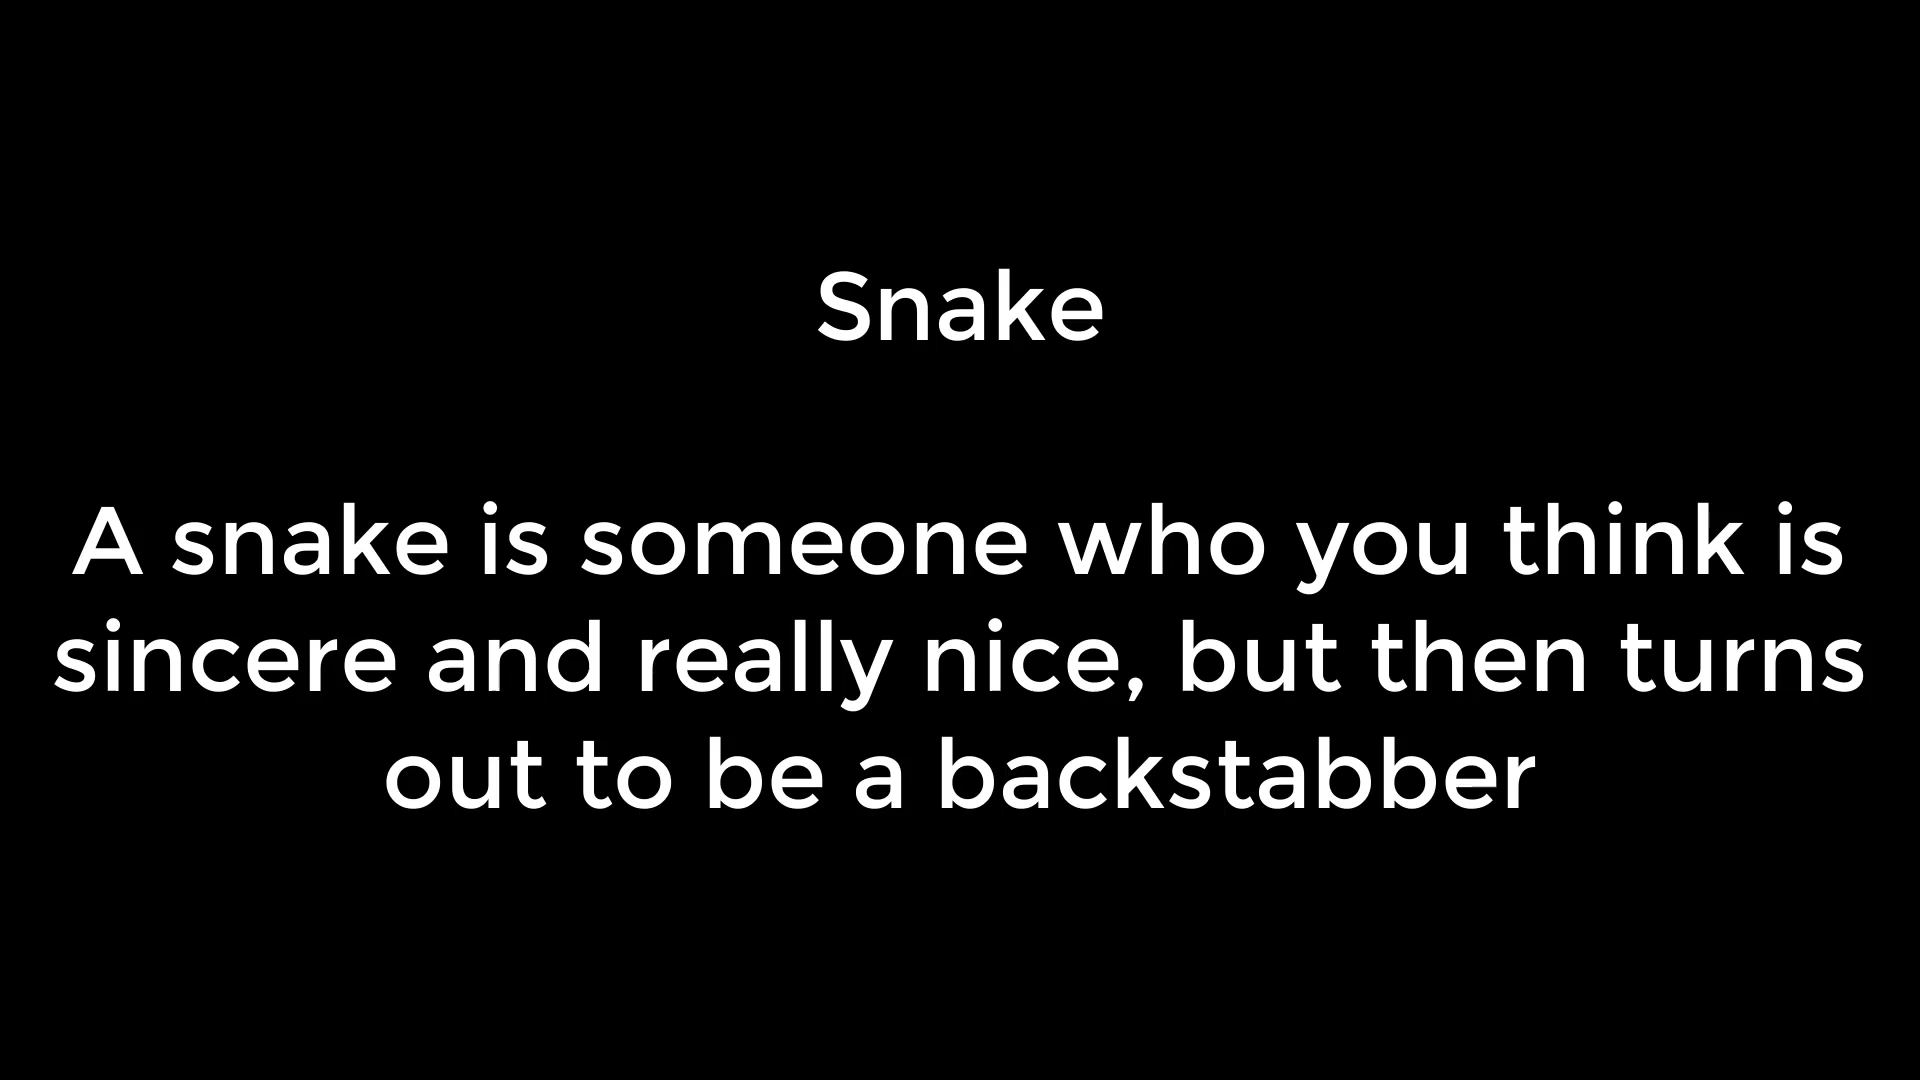 Snake
A snake is someone who you think is
sincere and really nice, but then turns
out to be a backstabber